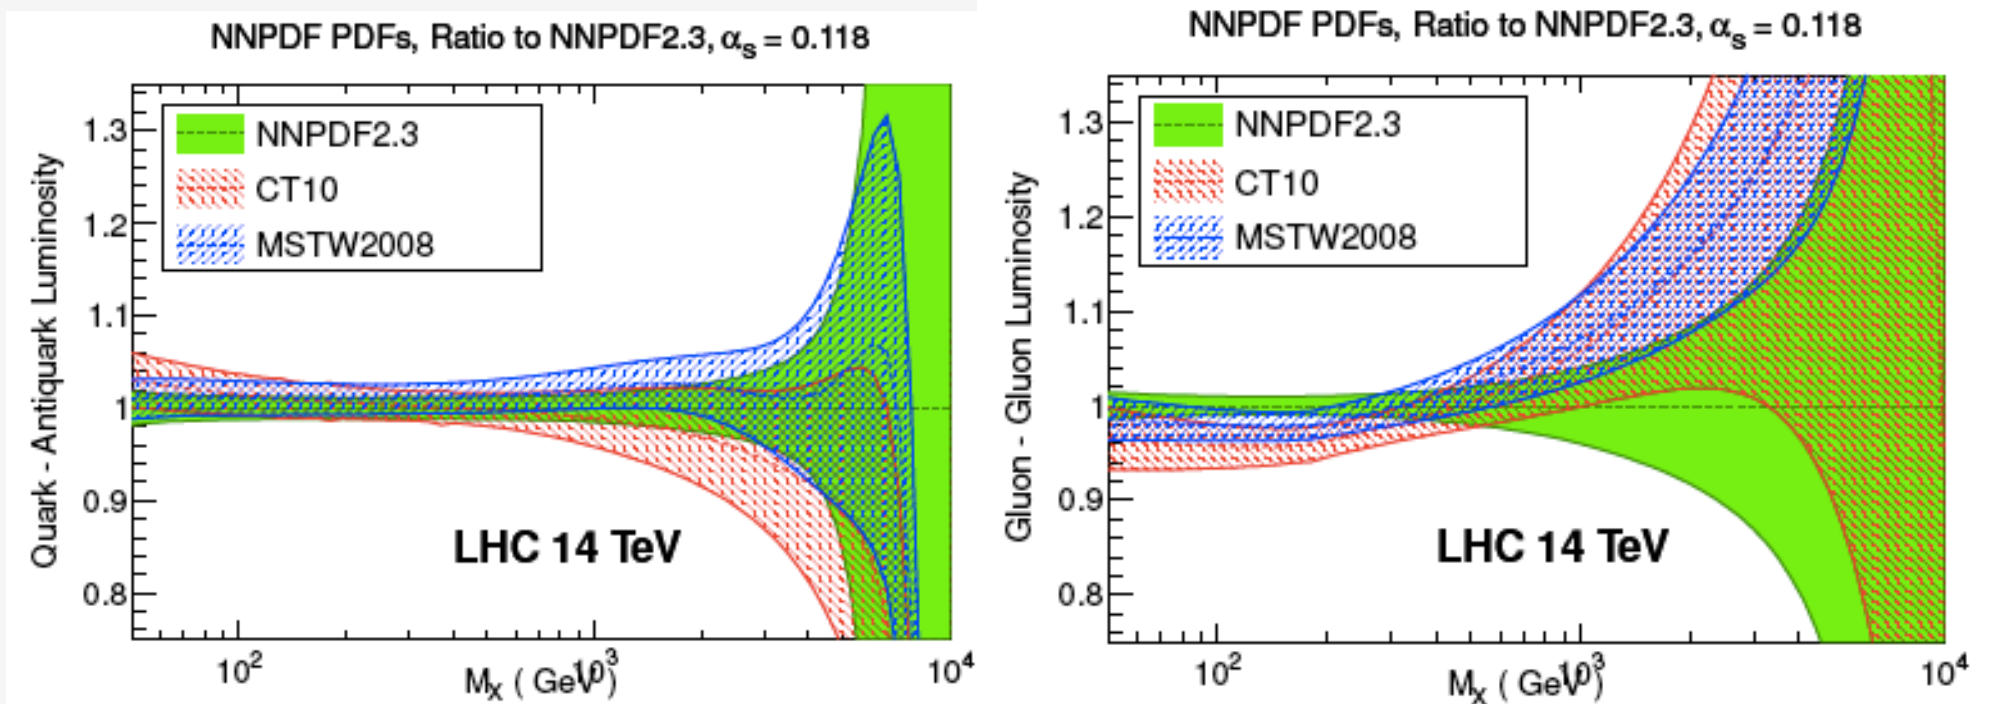 NNPDF PDFs, Ratio to NNPDF2.3, αs = 0.118
Quark - Antiquark Luminosity
1.3
1.2
1.1
1
0.9
0.8
NNPDF2.3
CT10
MSTW2008
LHC 14 TeV
10² 10³ 10⁴
MX ( GeV )
NNPDF PDFs, Ratio to NNPDF2.3, αs = 0.118
Gluon - Gluon Luminosity
1.3
1.2
1.1
1
0.9
0.8
NNPDF2.3
CT10
MSTW2008
LHC 14 TeV
10² 10³ 10⁴
MX ( GeV )